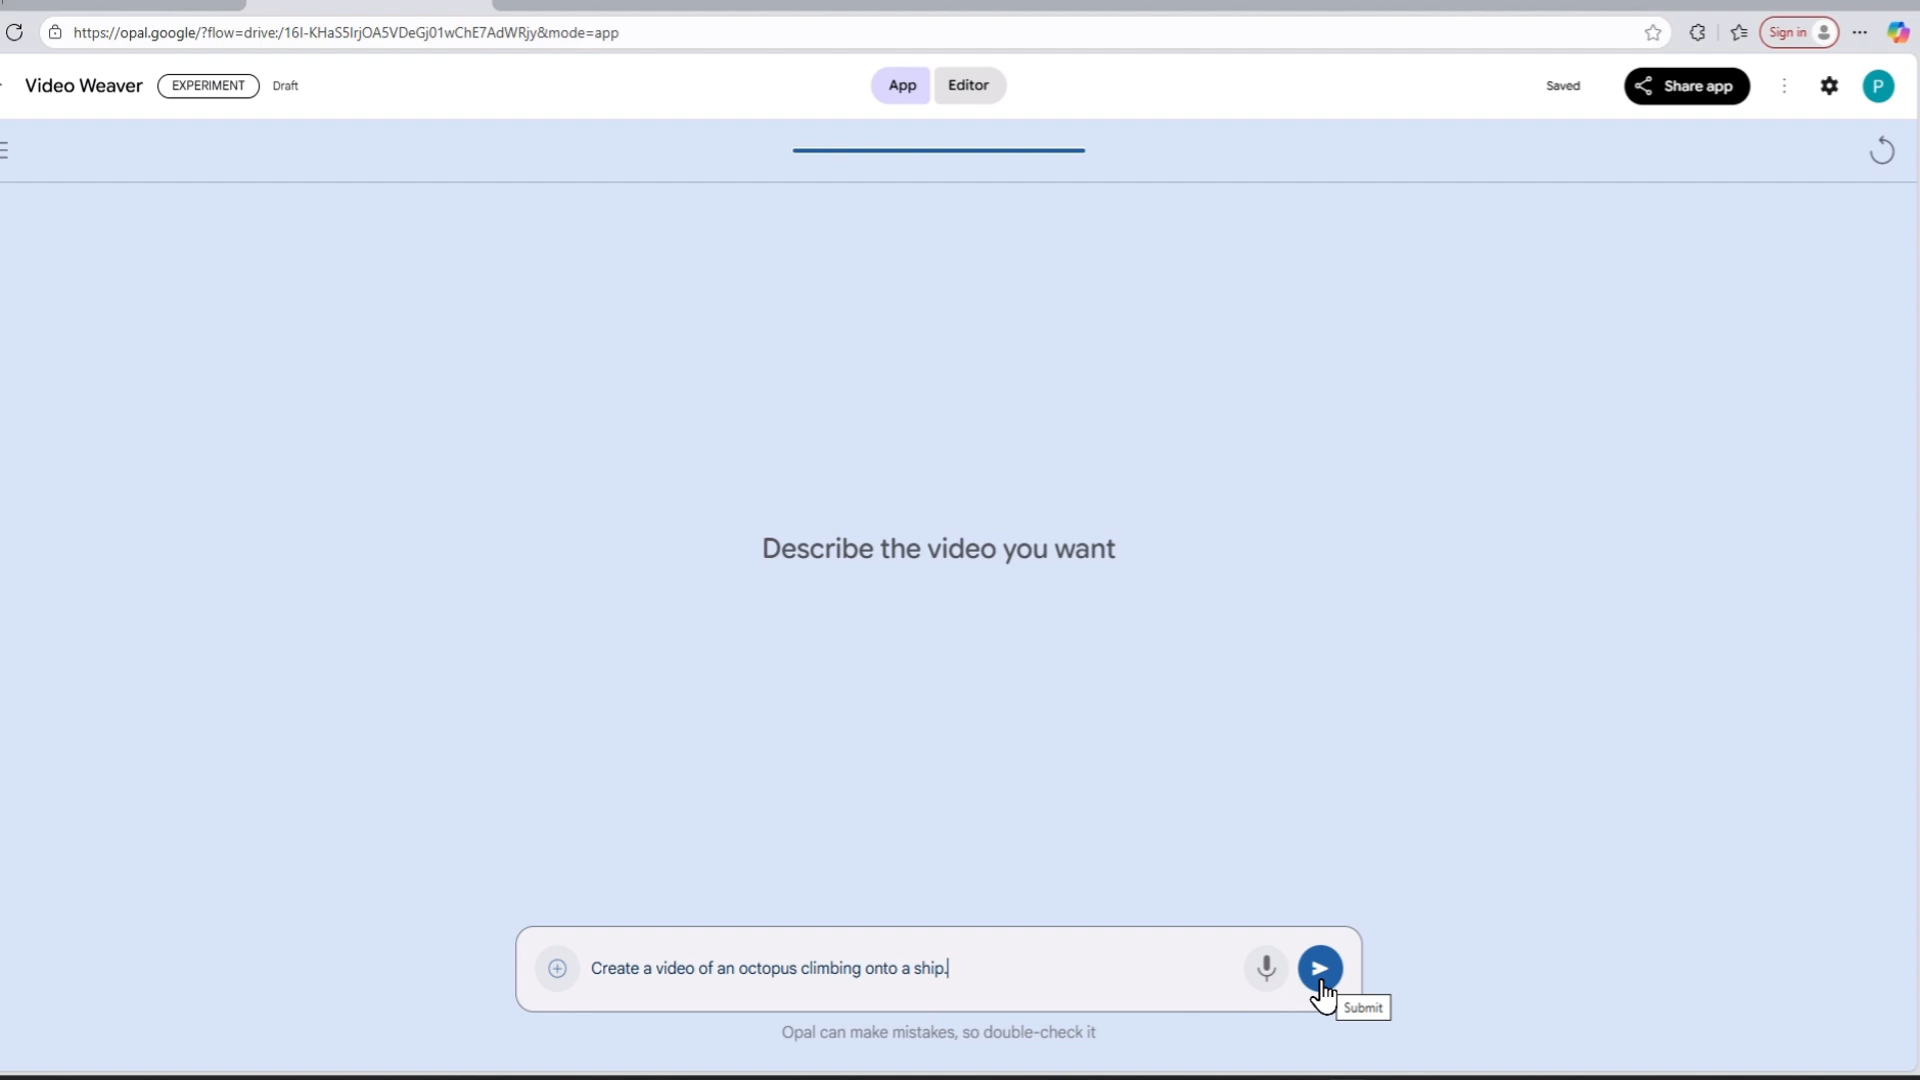 https://opal.google/?flow=drive:/16I-KHaS5IrjOA5VDeGj01wChE7AdWRjy&mode=app
Sign in
Video Weaver
EXPERIMENT
Draft
App
Editor
Saved
Share app
P
Describe the video you want
Create a video of an octopus climbing onto a ship.
Submit
Opal can make mistakes, so double-check it